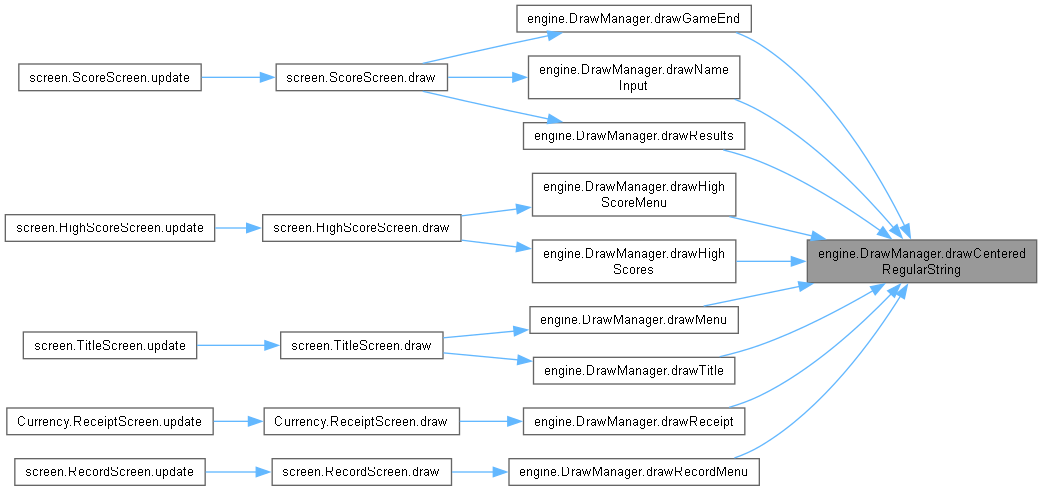 engine.DrawManager.drawGameEnd
screen.ScoreScreen.update
screen.ScoreScreen.draw
engine.DrawManager.drawName
Input
engine.DrawManager.drawResults
engine.DrawManager.drawHigh
ScoreMenu
screen.HighScoreScreen.update
screen.HighScoreScreen.draw
engine.DrawManager.drawHigh
Scores
engine.DrawManager.drawCentered
RegularString
engine.DrawManager.drawMenu
screen.TitleScreen.update
screen.TitleScreen.draw
engine.DrawManager.drawTitle
Currency.ReceiptScreen.update
Currency.ReceiptScreen.draw
engine.DrawManager.drawReceipt
screen.RecordScreen.update
screen.RecordScreen.draw
engine.DrawManager.drawRecordMenu